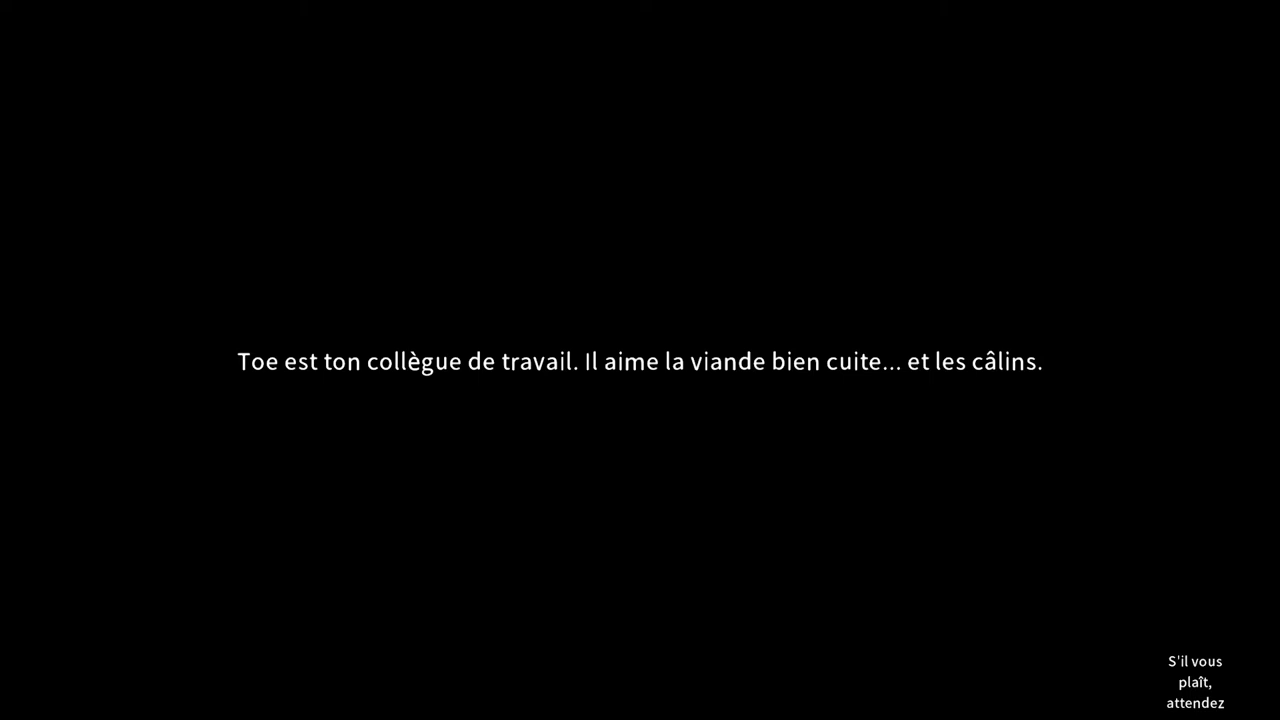 Toe est ton collègue de travail. Il aime la viande bien cuite... et les câlins.
S'il vous
plaît,
attendez